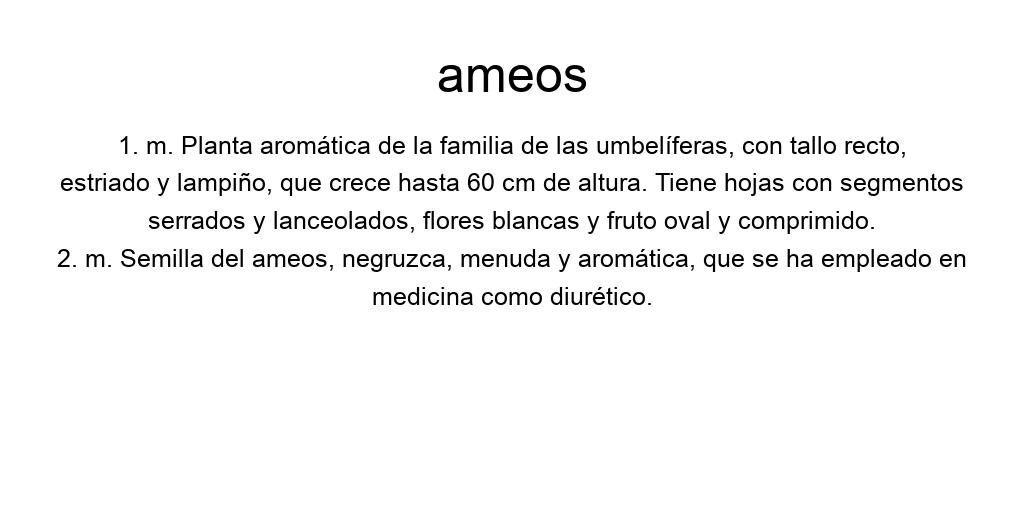 ameos
1. m. Planta aromática de la familia de las umbelíferas, con tallo recto,
estriado y lampiño, que crece hasta 60 cm de altura. Tiene hojas con segmentos
serrados y lanceolados, flores blancas y fruto oval y comprimido.
2. m. Semilla del ameos, negruzca, menuda y aromática, que se ha empleado en
medicina como diurético.